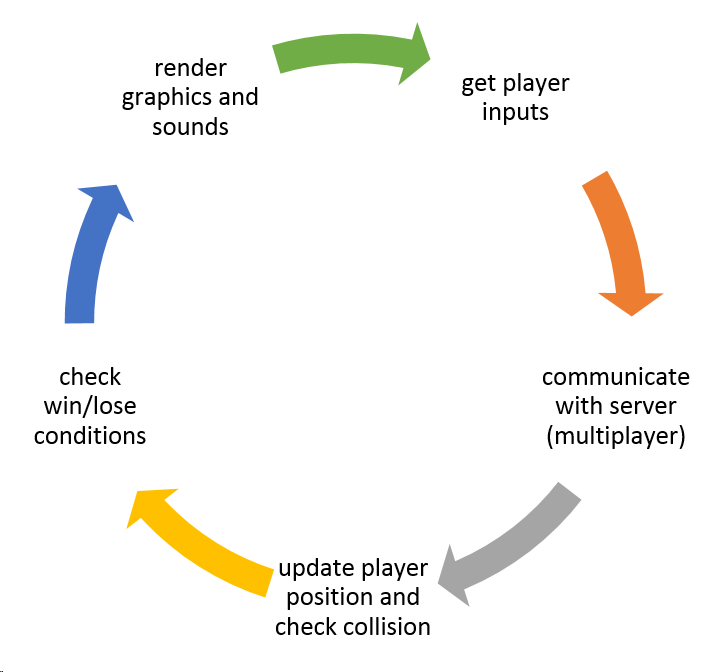 render
graphics and
sounds
get player
inputs
communicate
with server
(multiplayer)
update player
position and
check collision
check
win/lose
conditions